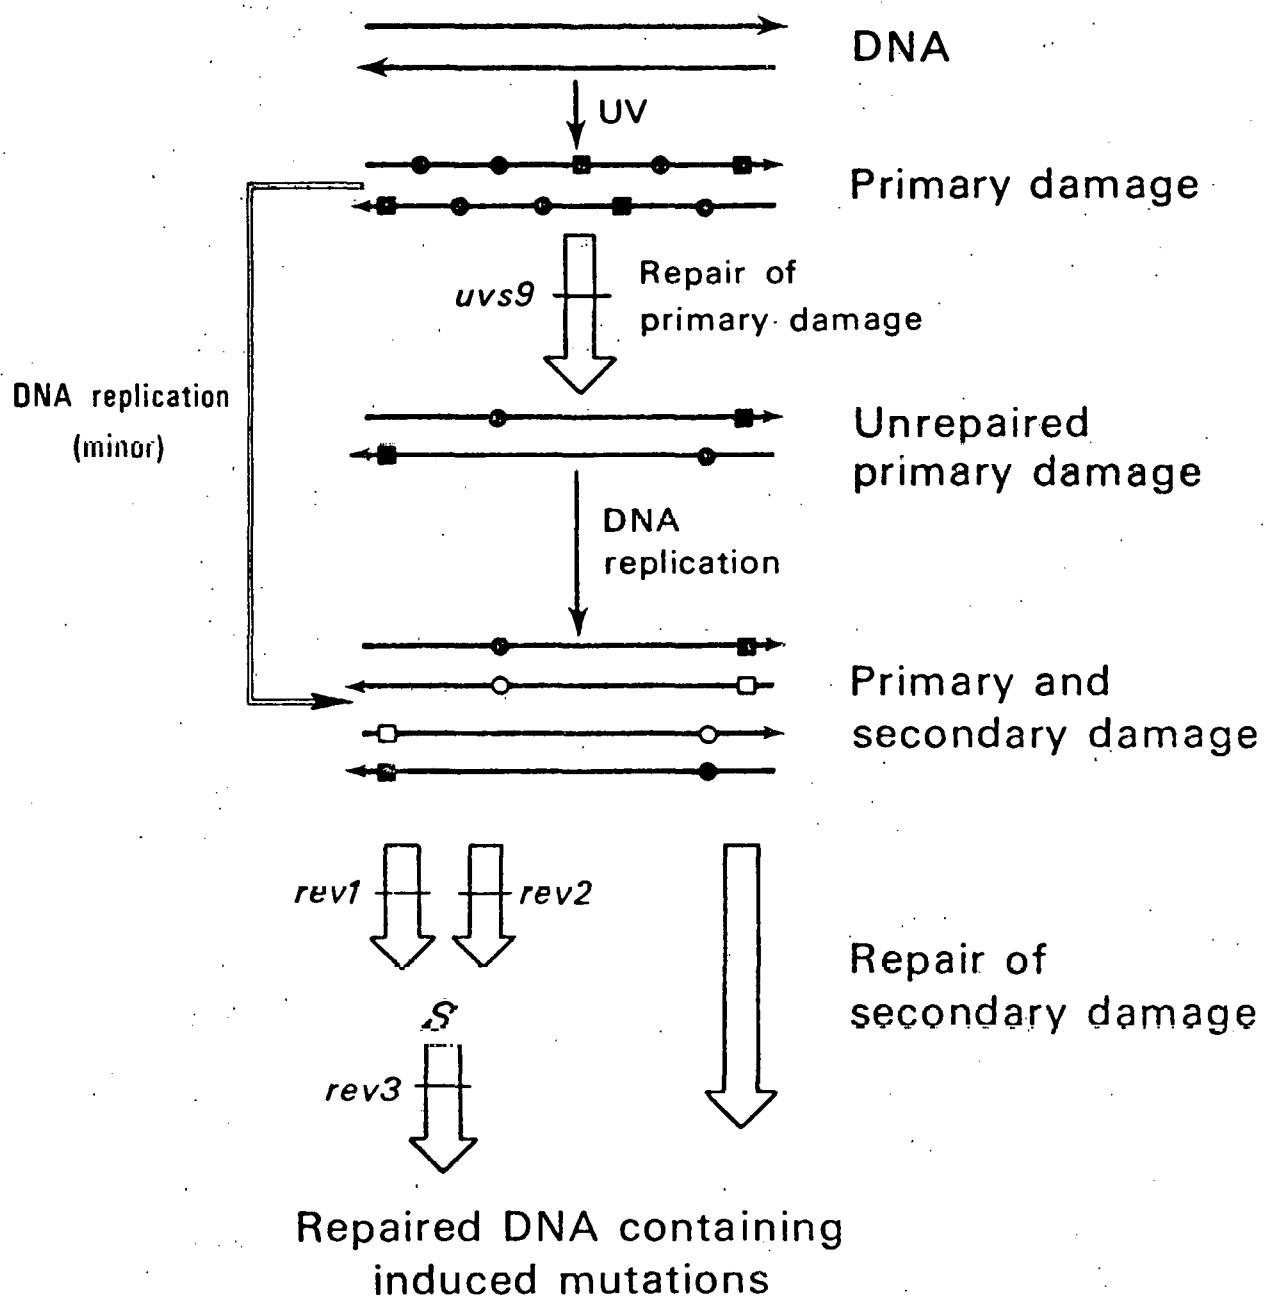 DNA
UV
Primary damage
uvs9
Repair of
primary damage
DNA replication
(minor)
Unrepaired
primary damage
DNA
replication
Primary and
secondary damage
rev1
rev2
Repair of
secondary damage
S
rev3
Repaired DNA containing
induced mutations